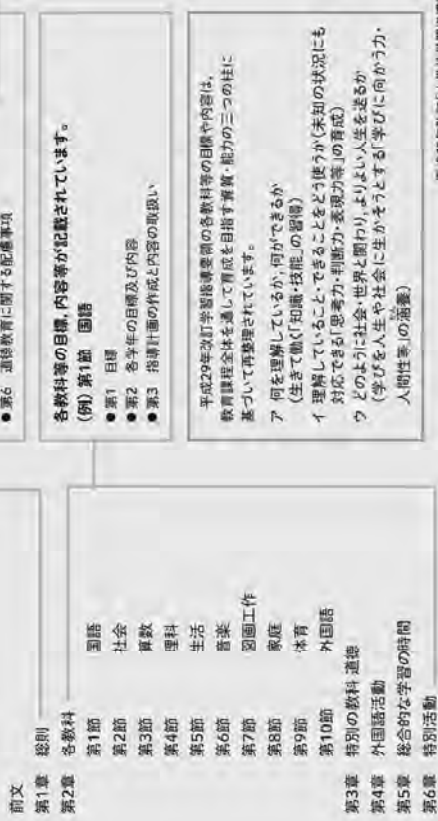 前文
第1章 総則
第2章 各教科
第1節 国語
第2節 社会
第3節 算数
第4節 理科
第5節 生活
第6節 音楽
第7節 図画工作
第8節 家庭
第9節 体育
第10節 外国語
第3章 特別の教科 道徳
第4章 外国語活動
第5章 総合的な学習の時間
第6章 特別活動
●第6 道徳教育に関する配慮事項
各教科等の目標，内容等が記載されています。
(例) 第1節 国語
●第1 目標
●第2 各学年の目標及び内容
●第3 指導計画の作成と内容の取扱い
平成29年改訂学習指導要領の各教科等の目標や内容は，
教育課程全体を通して育成を目指す資質・能力の三つの柱に
基づいて再整理されています。
ア 何を理解しているか，何ができるか
(生きて働く「知識・技能」の習得)
イ 理解していること・できることをどう使うか(未知の状況にも
対応できる「思考力・判断力・表現力等」の育成)
ウ どのように社会・世界と関わり，よりよい人生を送るか
(学びを人生や社会に生かそうとする「学びに向かう力・
人間性等」の涵養)